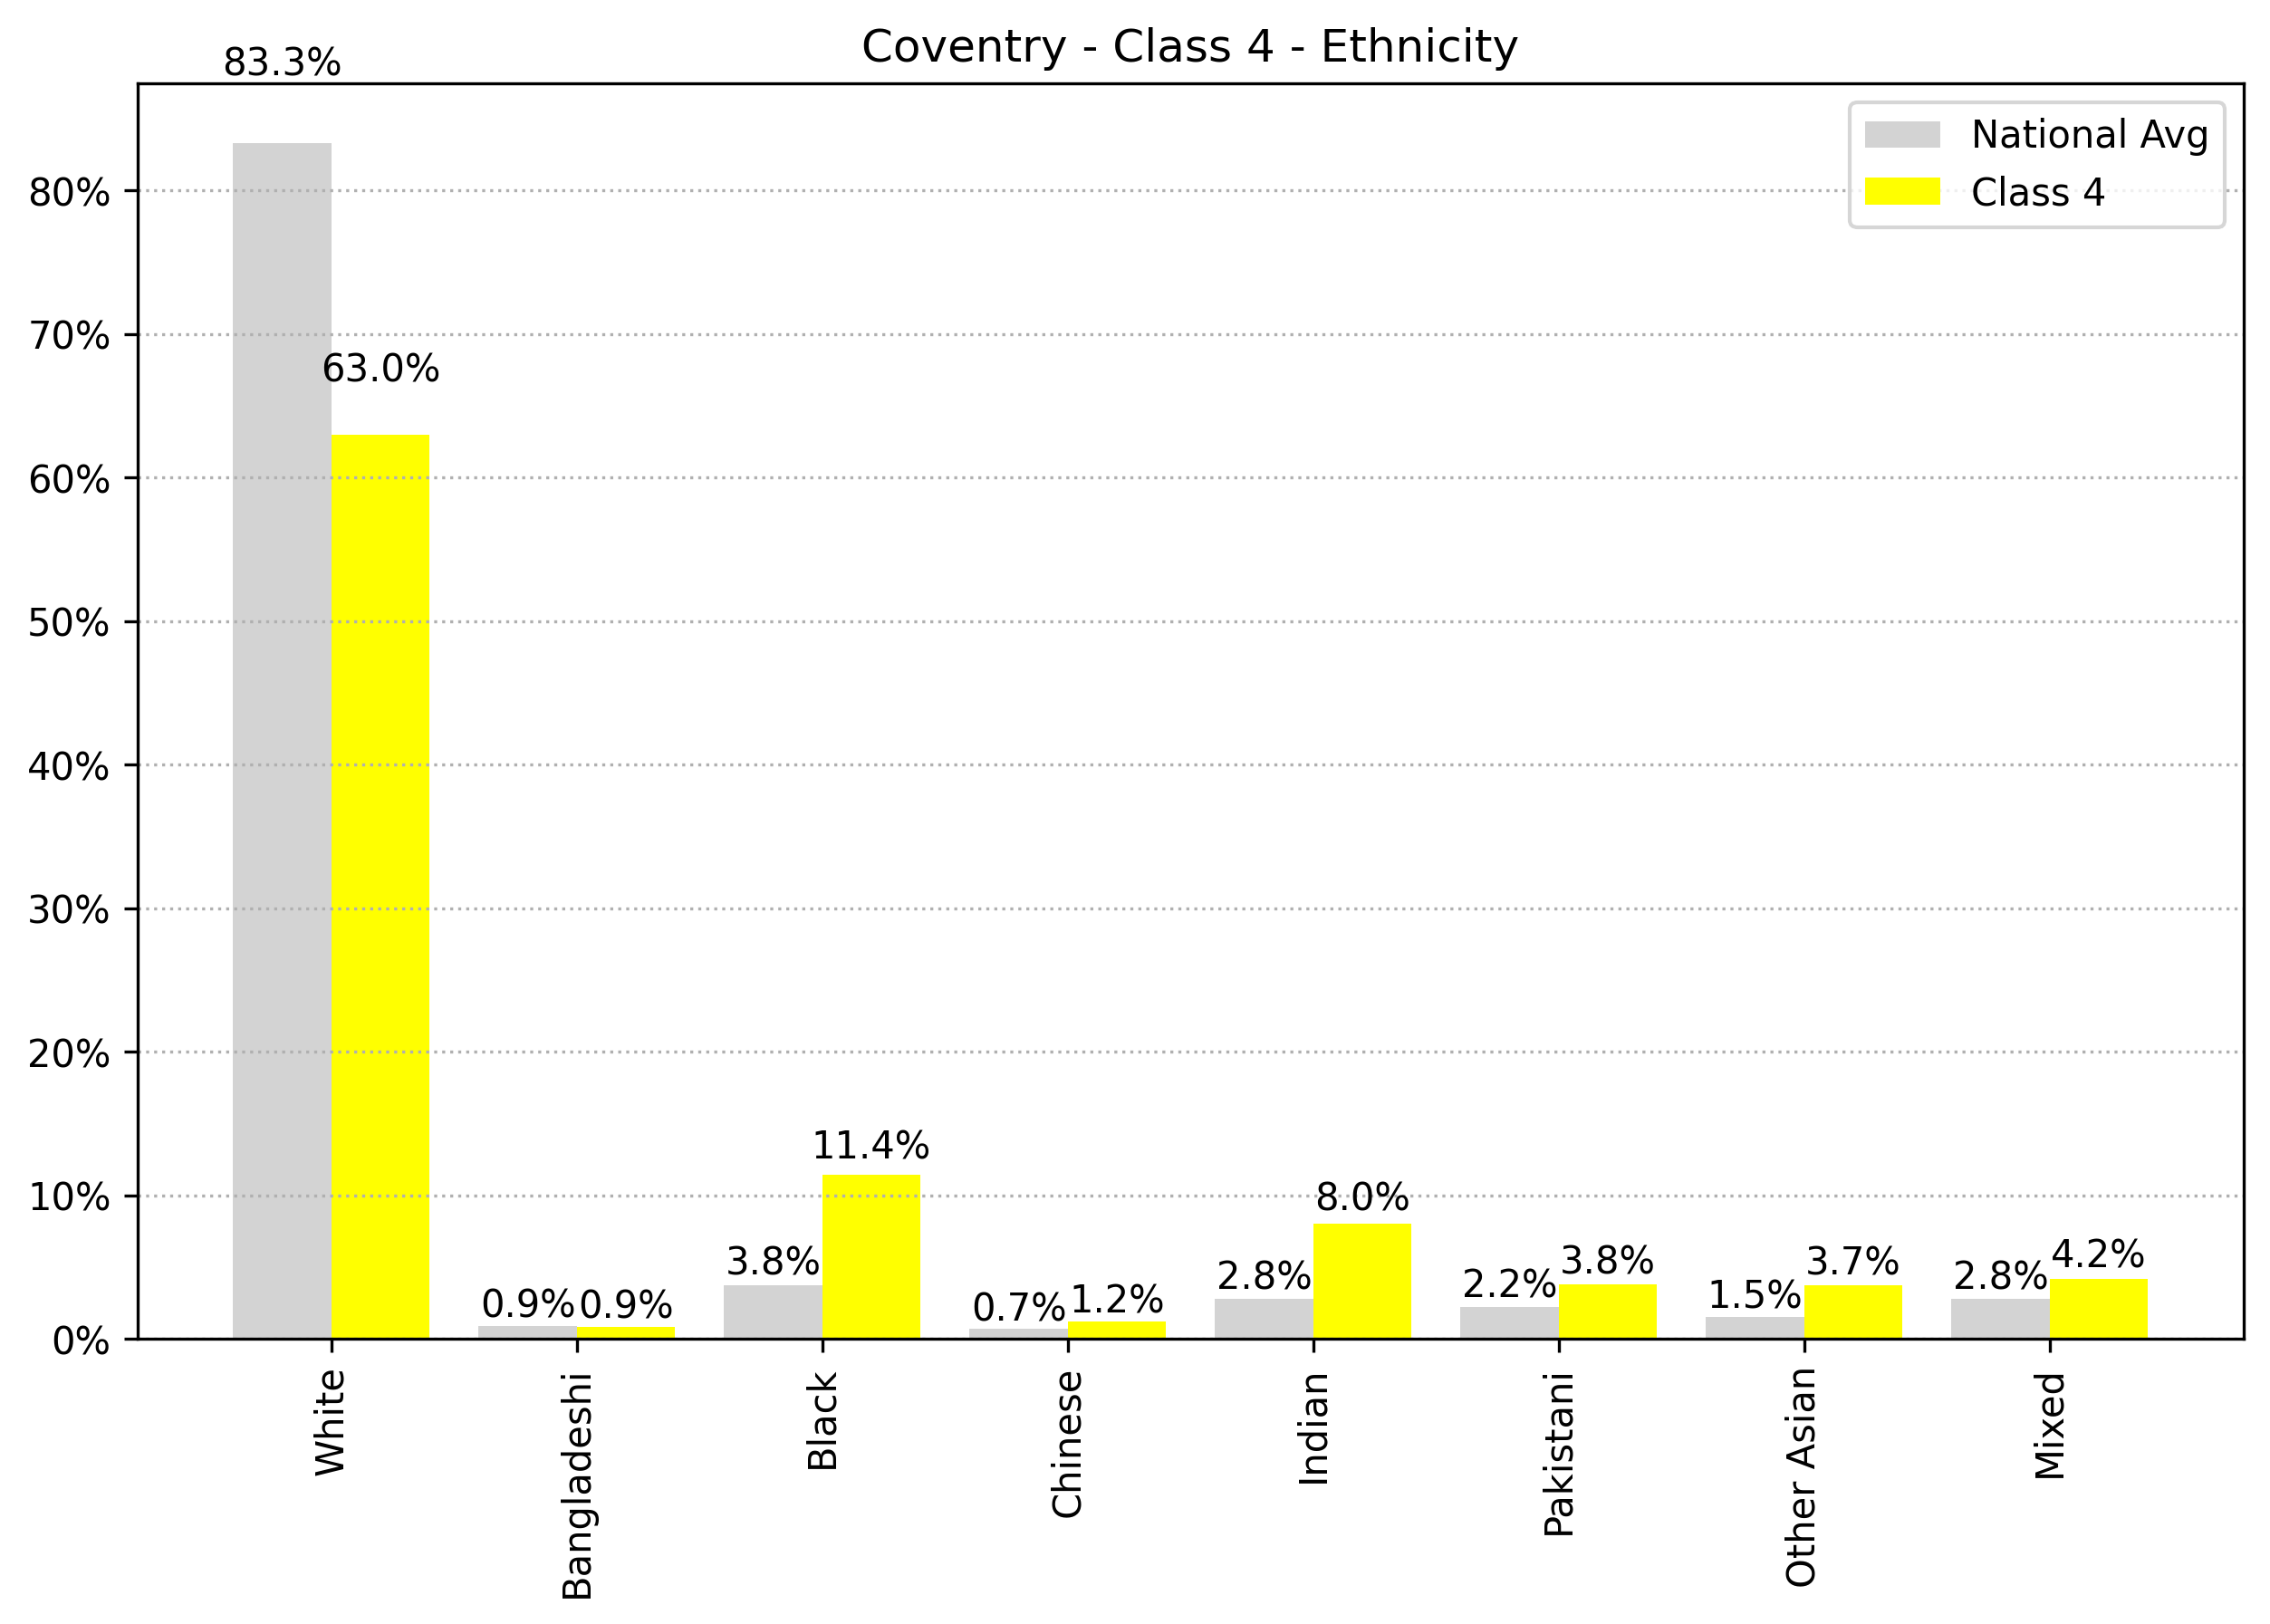 Coventry - Class 4 - Ethnicity
83.3%
National Avg
Class 4
80%
70%
63.0%
60%
50%
40%
30%
20%
10%
0%
0.9%
0.9%
3.8%
11.4%
0.7%
1.2%
2.8%
8.0%
2.2%
3.8%
1.5%
3.7%
2.8%
4.2%
White
Bangladeshi
Black
Chinese
Indian
Pakistani
Other Asian
Mixed